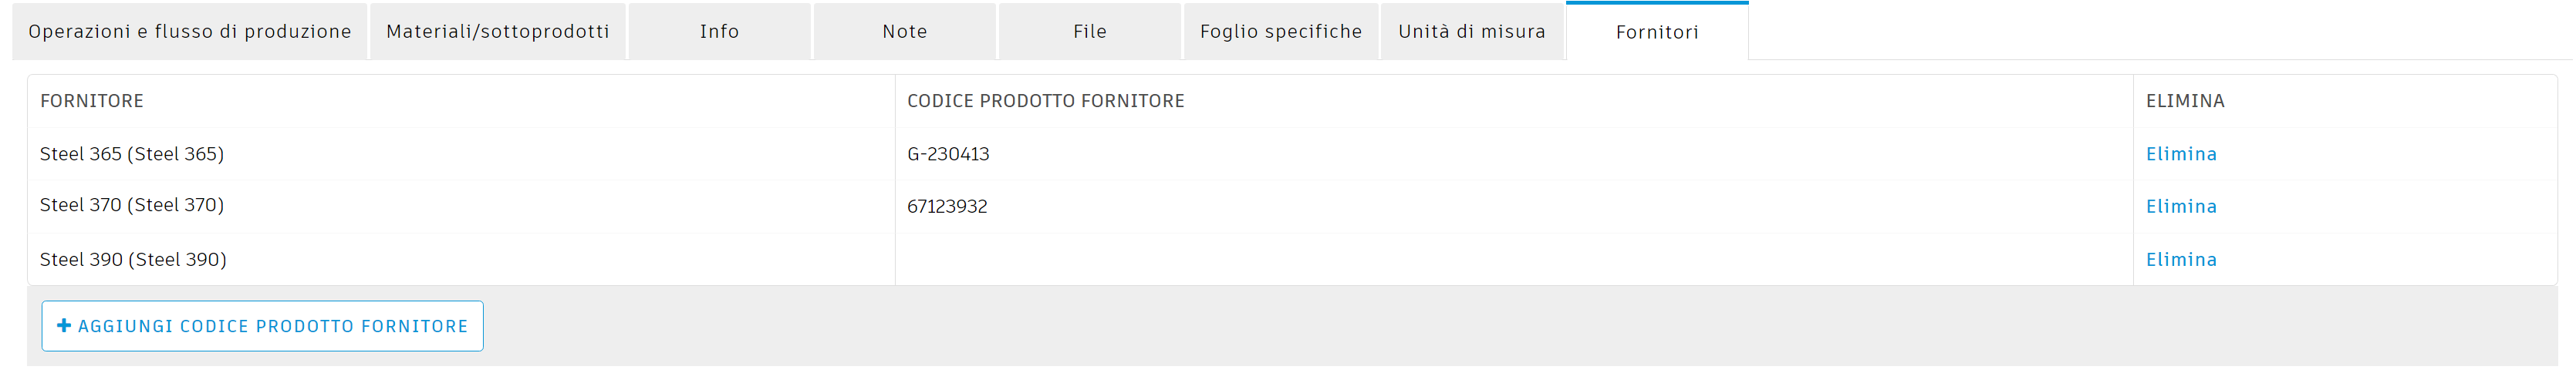 Operazioni e flusso di produzione Materiali/sottoprodotti Info Note File Foglio specifiche Unità di misura Fornitori
FORNITORE CODICE PRODOTTO FORNITORE ELIMINA
Steel 365 (Steel 365) G-230413 Elimina
Steel 370 (Steel 370) 67123932 Elimina
Steel 390 (Steel 390) Elimina
+ AGGIUNGI CODICE PRODOTTO FORNITORE